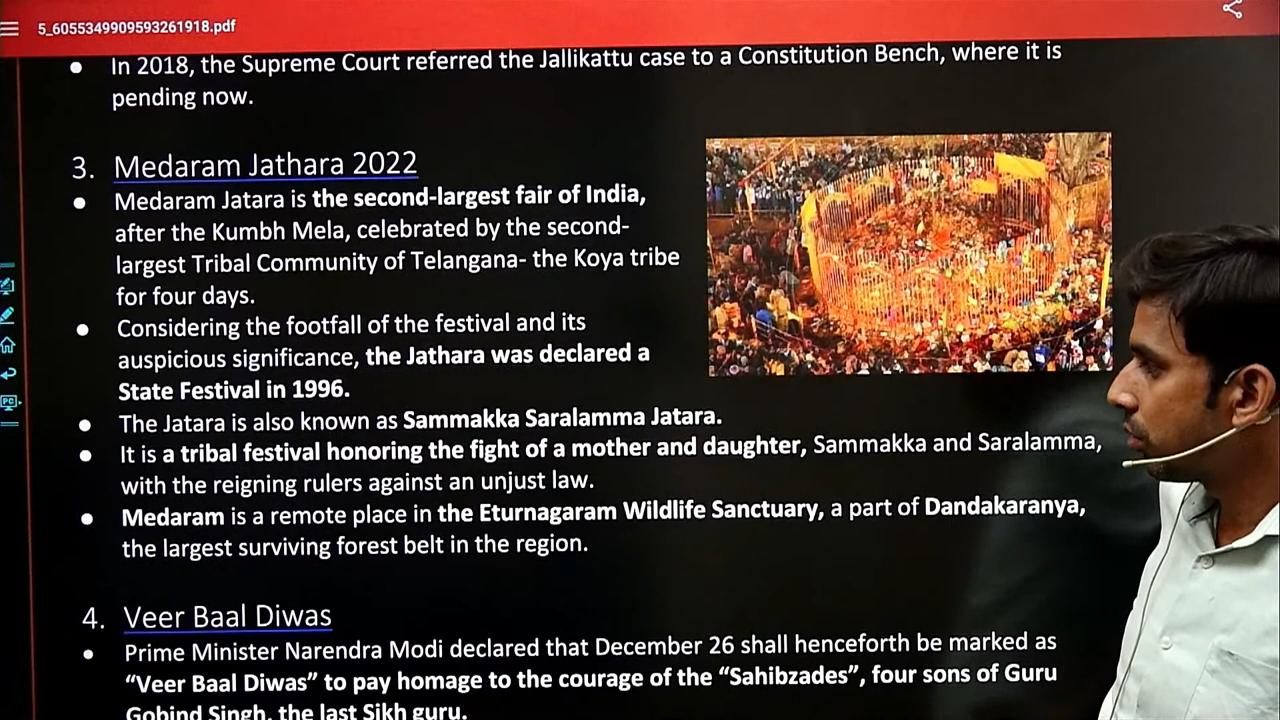 5_6055349909593261918.pdf
● In 2018, the Supreme Court referred the Jallikattu case to a Constitution Bench, where it is
pending now.
3. Medaram Jathara 2022
● Medaram Jatara is the second-largest fair of India,
after the Kumbh Mela, celebrated by the second-
largest Tribal Community of Telangana- the Koya tribe
for four days.
● Considering the footfall of the festival and its
auspicious significance, the Jathara was declared a
State Festival in 1996.
● The Jatara is also known as Sammakka Saralamma Jatara.
● It is a tribal festival honoring the fight of a mother and daughter, Sammakka and Saralamma,
with the reigning rulers against an unjust law.
● Medaram is a remote place in the Eturnagaram Wildlife Sanctuary, a part of Dandakaranya,
the largest surviving forest belt in the region.
4. Veer Baal Diwas
● Prime Minister Narendra Modi declared that December 26 shall henceforth be marked as
“Veer Baal Diwas” to pay homage to the courage of the “Sahibzades”, four sons of Guru
Gobind Singh, the last Sikh guru.
PC